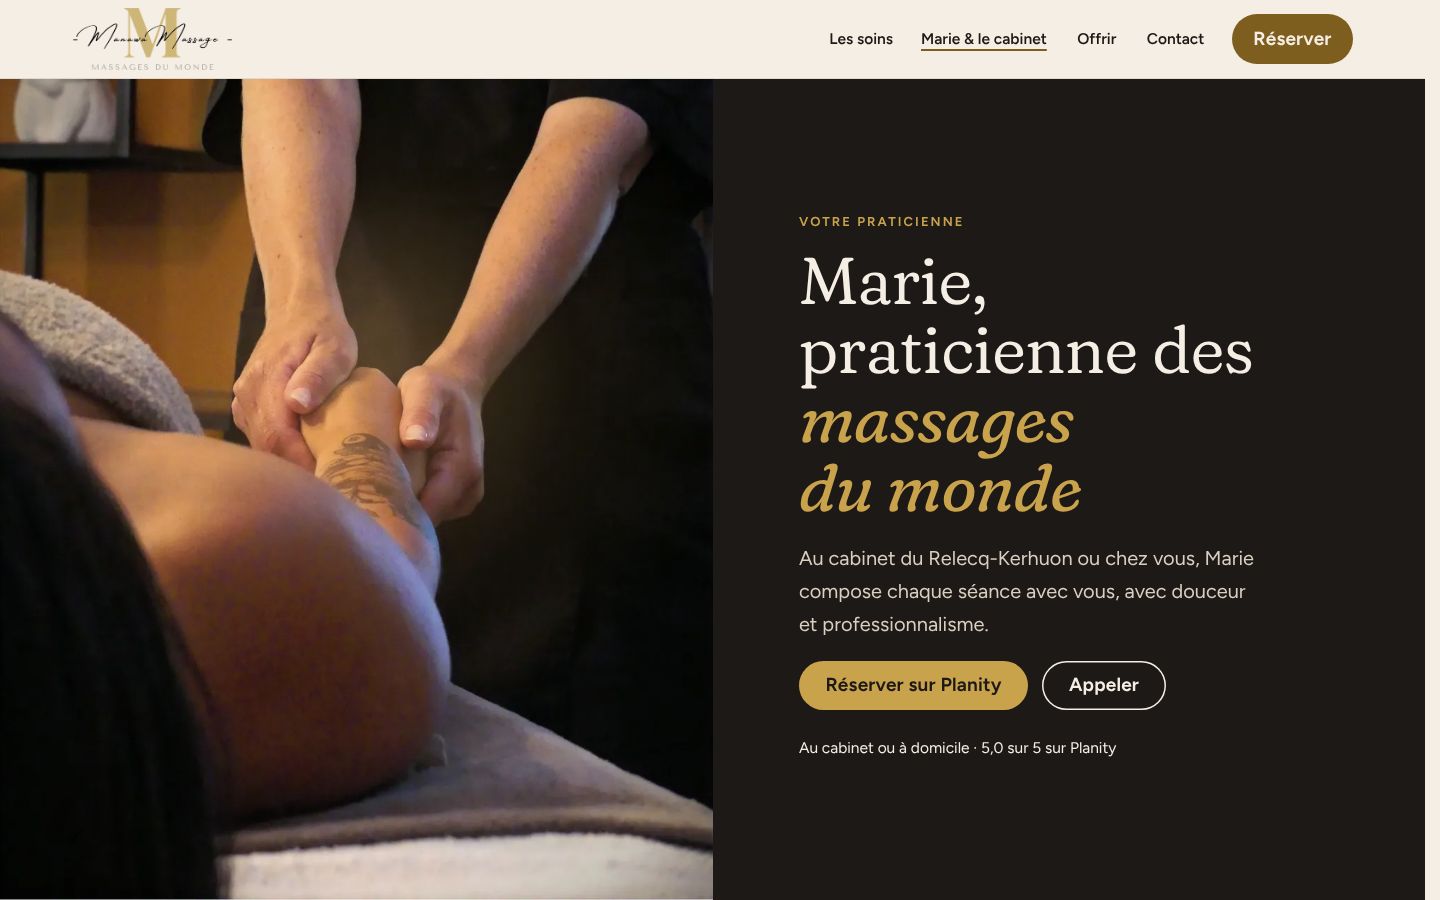 - Manawa Massage -
M
MASSAGES DU MONDE
Les soins
Marie & le cabinet
Offrir
Contact
Réserver
VOTRE PRATICIENNE
Marie,
praticienne des
massages
du monde
Au cabinet du Relecq-Kerhuon ou chez vous, Marie
compose chaque séance avec vous, avec douceur
et professionnalisme.
Réserver sur Planity
Appeler
Au cabinet ou à domicile · 5,0 sur 5 sur Planity